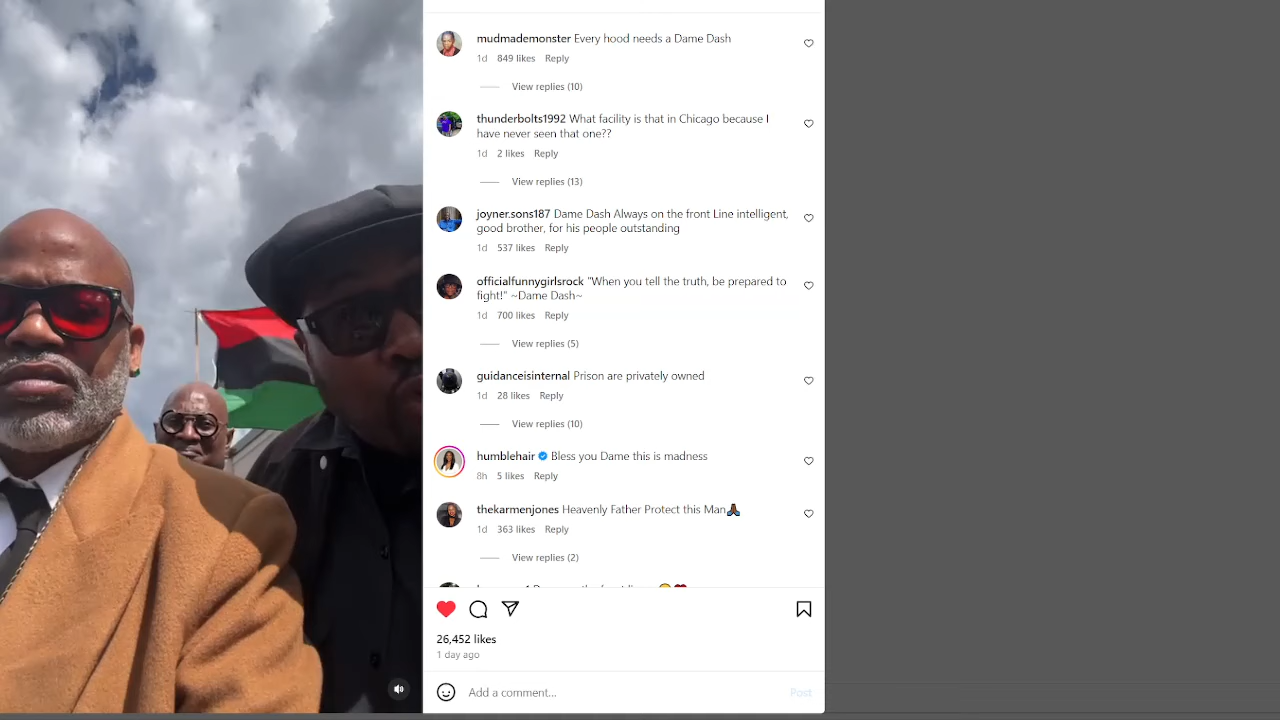 mudmademonster Every hood needs a Dame Dash
1d 849 likes Reply
View replies (10)
thunderbolts1992 What facility is that in Chicago because I
have never seen that one??
1d 2 likes Reply
View replies (13)
joyner.sons187 Dame Dash Always on the front Line intelligent,
good brother, for his people outstanding
1d 537 likes Reply
officialfunnygirlsrock "When you tell the truth, be prepared to
fight!" ~Dame Dash~
1d 700 likes Reply
View replies (5)
guidanceisinternal Prison are privately owned
1d 28 likes Reply
View replies (10)
humblehair Bless you Dame this is madness
8h 5 likes Reply
thekarmenjones Heavenly Father Protect this Man🙏🏾
1d 363 likes Reply
View replies (2)
26,452 likes
1 day ago
Add a comment...
Post